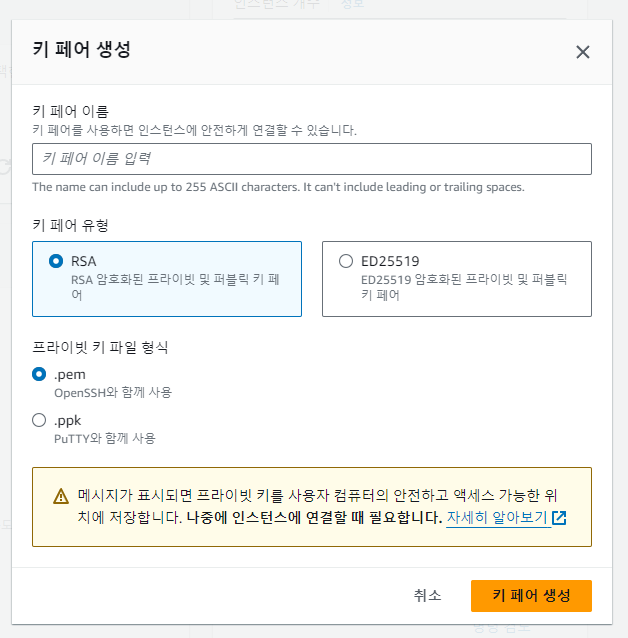 인스턴스 개수 정보
키 페어 생성
키 페어 이름
키 페어를 사용하면 인스턴스에 안전하게 연결할 수 있습니다.
키 페어 이름 입력
The name can include up to 255 ASCII characters. It can't include leading or trailing spaces.
키 페어 유형
RSA
RSA 암호화된 프라이빗 및 퍼블릭 키 페
어
ED25519
ED25519 암호화된 프라이빗 및 퍼블릭
키 페어
프라이빗 키 파일 형식
.pem
OpenSSH와 함께 사용
.ppk
PuTTY와 함께 사용
메시지가 표시되면 프라이빗 키를 사용자 컴퓨터의 안전하고 액세스 가능한 위
치에 저장합니다. 나중에 인스턴스에 연결할 때 필요합니다. 자세히 알아보기
취소
키 페어 생성